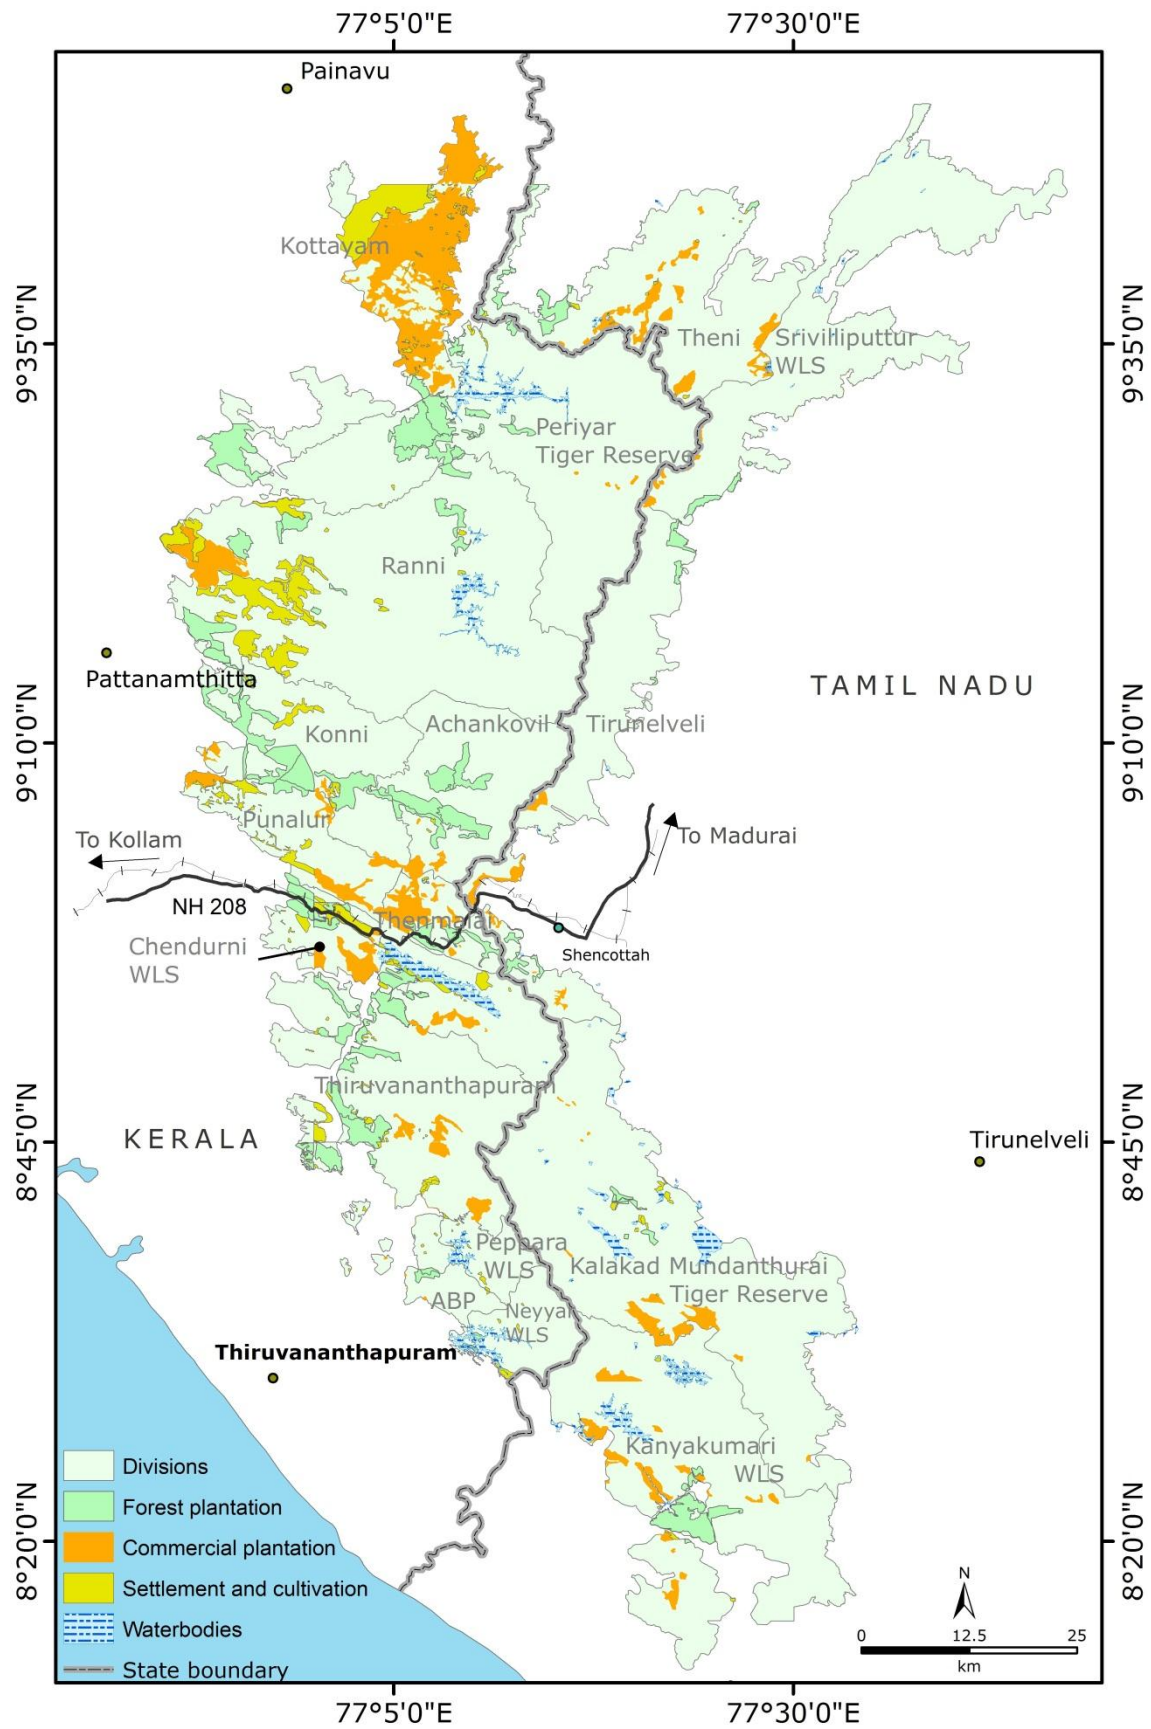 77°5'0"E
77°30'0"E
Painavu
Kottayam
9°35'0"N
9°35'0"N
Theni
Srivilliputtur
WLS
Periyar
Tiger Reserve
Ranni
Pattanamthitta
TAMIL NADU
Konni
Achankovil
Tirunelveli
9°10'0"N
9°10'0"N
Punalur
To Kollam
To Madurai
NH 208
Thenmalai
Chendurni
WLS
Shencottah
Thiruvananthapuram
KERALA
8°45'0"N
8°45'0"N
Tirunelveli
Peppara
WLS
Kalakad Mundanthurai
Tiger Reserve
ABP
Neyyar
WLS
Thiruvananthapuram
Kanyakumari
WLS
Divisions
Forest plantation
Commercial plantation
Settlement and cultivation
Waterbodies
State boundary
8°20'0"N
8°20'0"N
N
0 12.5 25
km
77°5'0"E
77°30'0"E